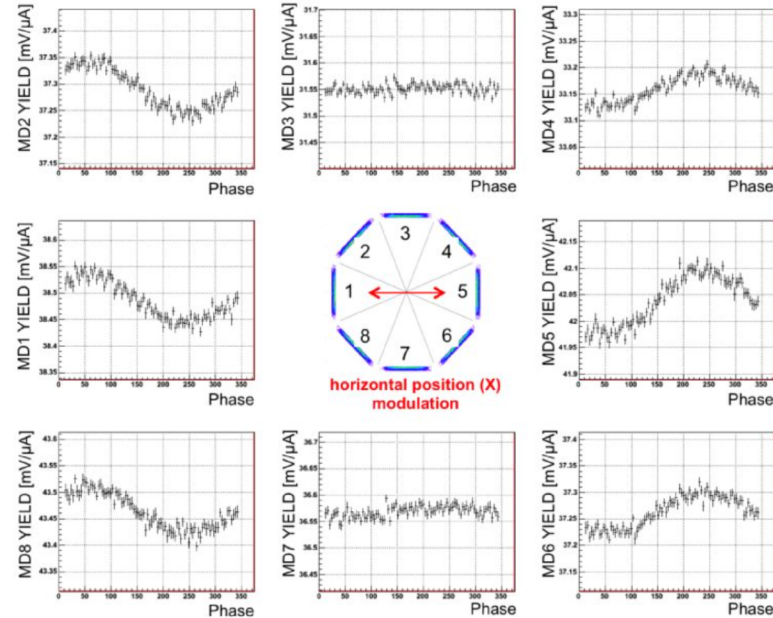 MD2 YIELD [mV/µA]
37.4
37.35
37.3
37.25
37.2
37.15
0 50 100 150 200 250 300 350
Phase
MD3 YIELD [mV/µA]
31.7
31.65
31.6
31.55
31.5
31.45
0 50 100 150 200 250 300 350
Phase
MD4 YIELD [mV/µA]
33.3
33.25
33.2
33.15
33.1
33.05
0 50 100 150 200 250 300 350
Phase
MD1 YIELD [mV/µA]
38.6
38.55
38.5
38.45
38.4
38.35
0 50 100 150 200 250 300 350
Phase
3
2 4
1 5
8 6
7
horizontal position (X)
modulation
MD5 YIELD [mV/µA]
42.15
42.1
42.05
42
41.95
41.9
0 50 100 150 200 250 300 350
Phase
MD8 YIELD [mV/µA]
43.6
43.55
43.5
43.45
43.4
43.35
0 50 100 150 200 250 300 350
Phase
MD7 YIELD [mV/µA]
36.7
36.65
36.6
36.55
36.5
36.45
0 50 100 150 200 250 300 350
Phase
MD6 YIELD [mV/µA]
37.4
37.35
37.3
37.25
37.2
37.15
0 50 100 150 200 250 300 350
Phase